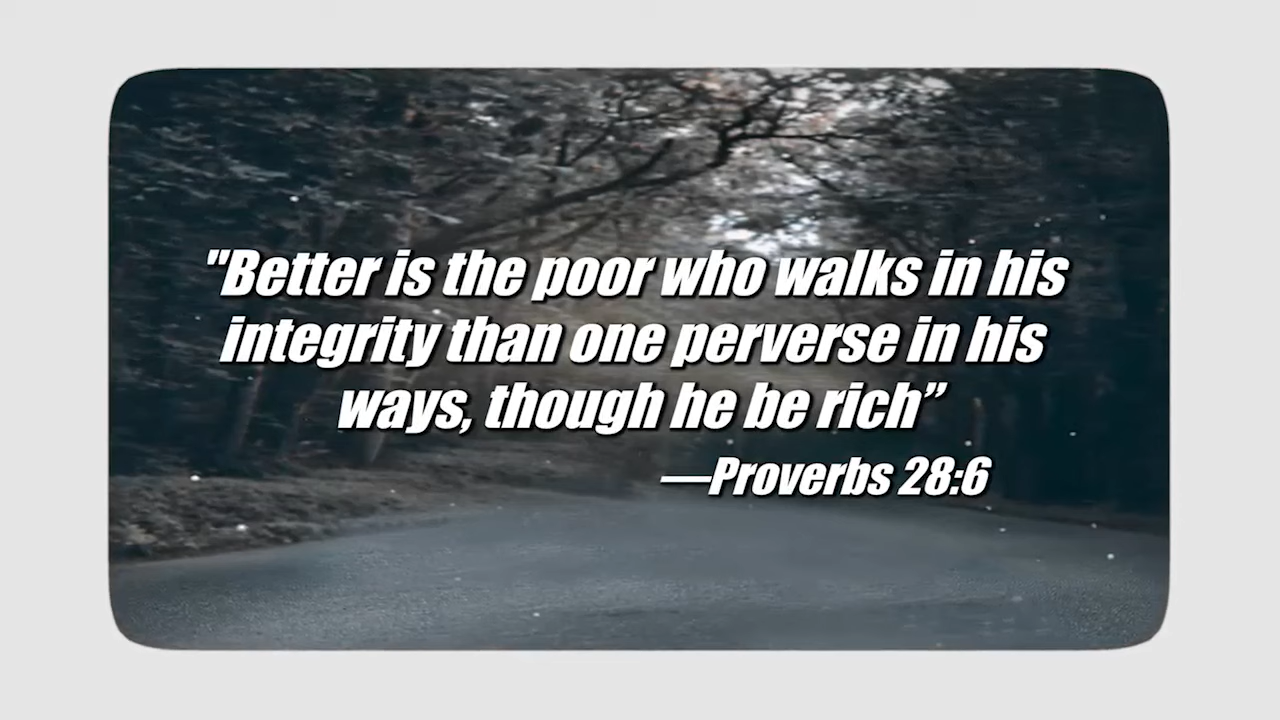 "Better is the poor who walks in his
integrity than one perverse in his
ways, though he be rich”
—Proverbs 28:6